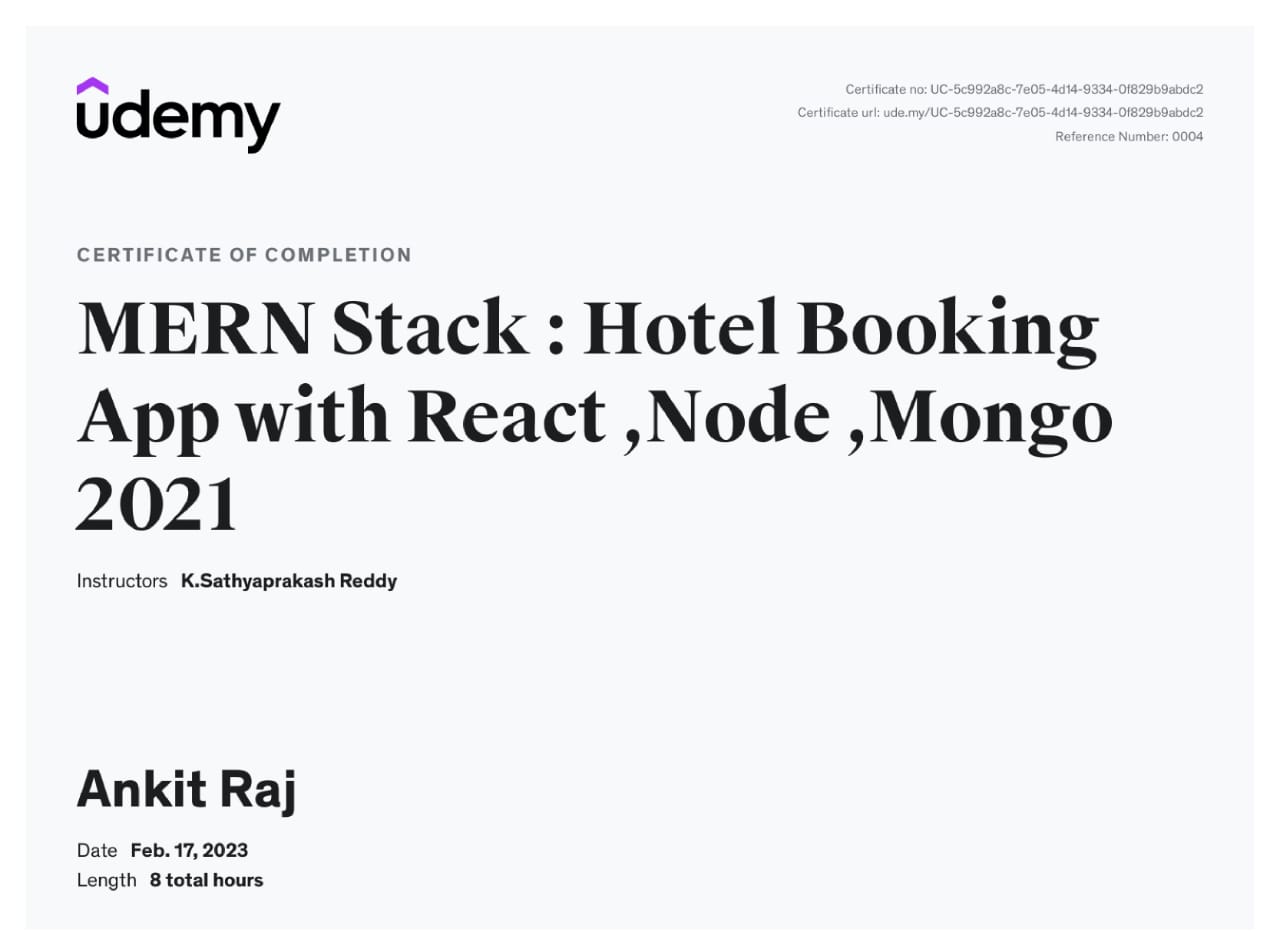 udemy
Certificate no: UC-5c992a8c-7e05-4d14-9334-0f829b9abdc2
Certificate url: ude.my/UC-5c992a8c-7e05-4d14-9334-0f829b9abdc2
Reference Number: 0004
CERTIFICATE OF COMPLETION
MERN Stack : Hotel Booking
App with React ,Node ,Mongo
2021
Instructors K.Sathyaprakash Reddy
Ankit Raj
Date Feb. 17, 2023
Length 8 total hours